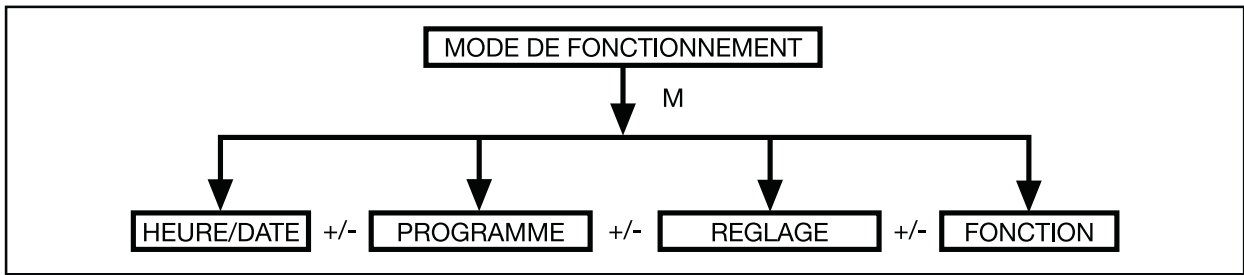 MODE DE FONCTIONNEMENT
M
HEURE/DATE +/- PROGRAMME +/- REGLAGE +/- FONCTION